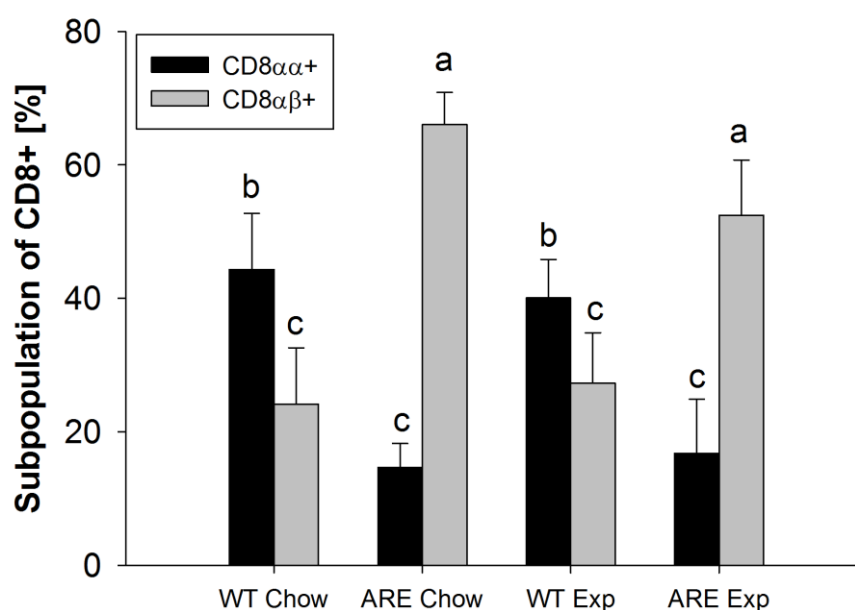 Subpopulation of CD8+ [%]
80
60
40
20
0
CD8αα+
CD8αβ+
b
c
c
a
b
c
c
a
WT Chow
ARE Chow
WT Exp
ARE Exp